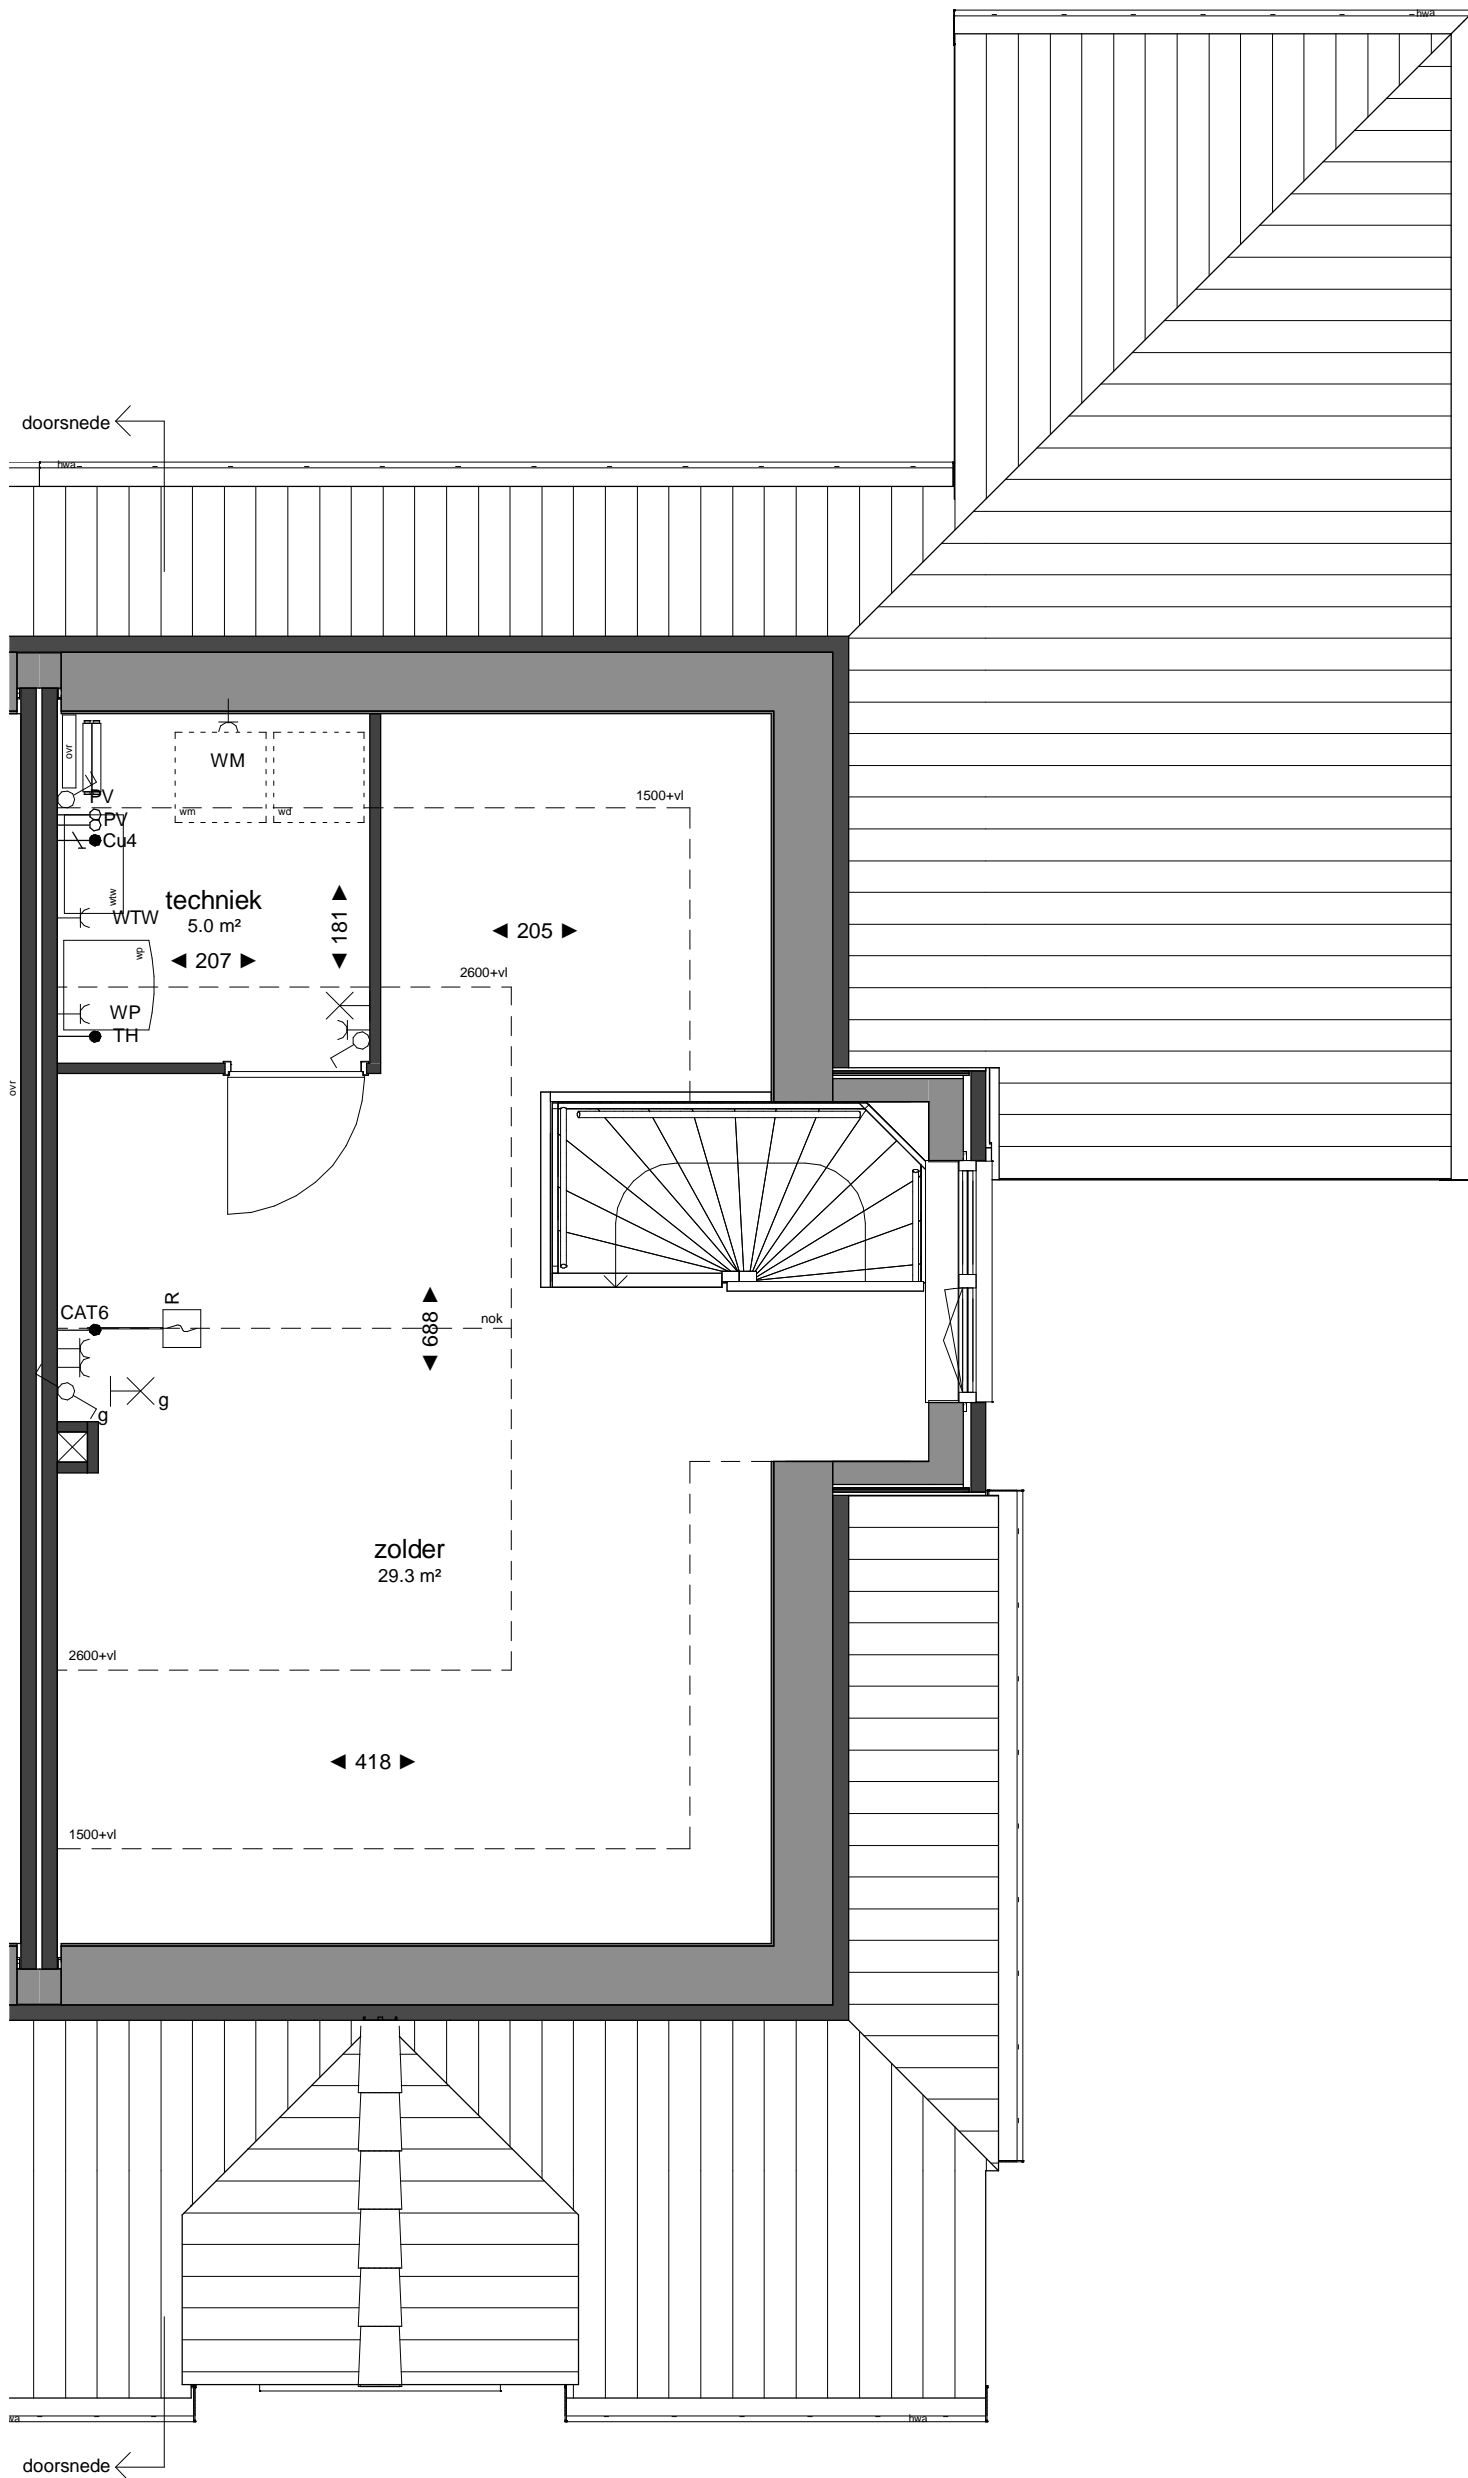 hwa
doorsnede
hwa
ovr
WM
PV
wm
wd
1500+vl
PV
Cu4
wtw
techniek
5.0 m²
WTW
181
205
207
wp
2600+vl
WP
TH
ovr
R
CAT6
688
nok
g
g
zolder
29.3 m²
2600+vl
418
1500+vl
hwa
doorsnede